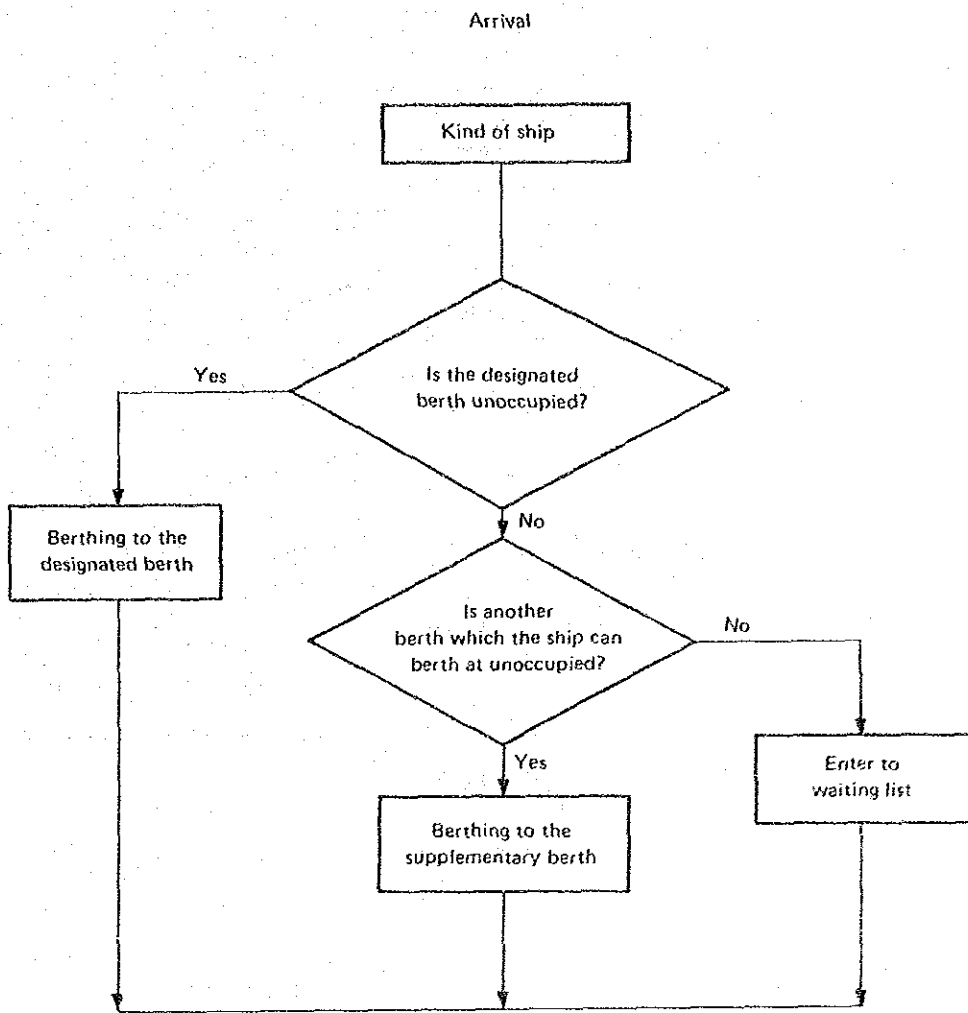 Arrival
Kind of ship
Is the designated
berth unoccupied?
Yes
No
Berthing to the
designated berth
Is another
berth which the ship can
berth at unoccupied?
No
Yes
Enter to
waiting list
Berthing to the
supplementary berth